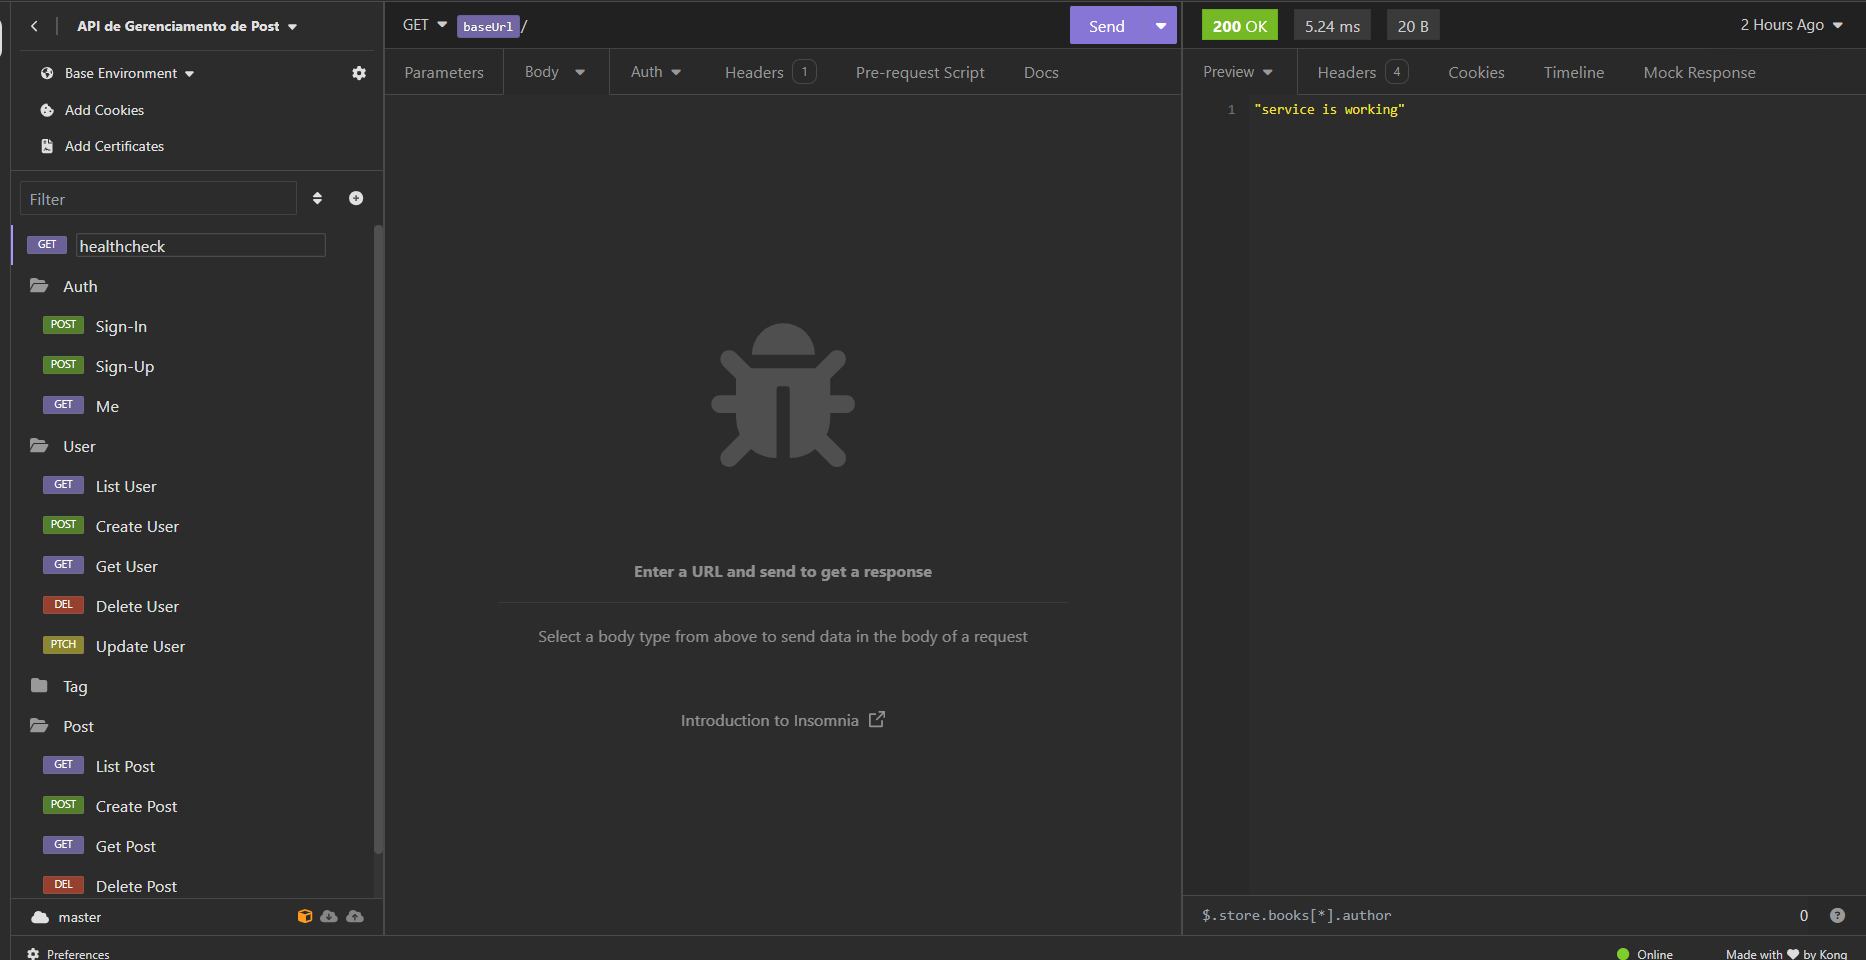 API de Gerenciamento de Post
Base Environment
Add Cookies
Add Certificates
Filter
GET healthcheck
Auth
POST Sign-In
POST Sign-Up
GET Me
User
GET List User
POST Create User
GET Get User
DEL Delete User
PTCH Update User
Tag
Post
GET List Post
POST Create Post
GET Get Post
DEL Delete Post
master
Preferences
GET baseUrl/
Send
Parameters Body Auth Headers 1 Pre-request Script Docs
Enter a URL and send to get a response
Select a body type from above to send data in the body of a request
Introduction to Insomnia
200 OK 5.24 ms 20 B 2 Hours Ago
Preview Headers 4 Cookies Timeline Mock Response
1 "service is working"
$.store.books[*].author 0 ?
Online Made with ♥ by Kong